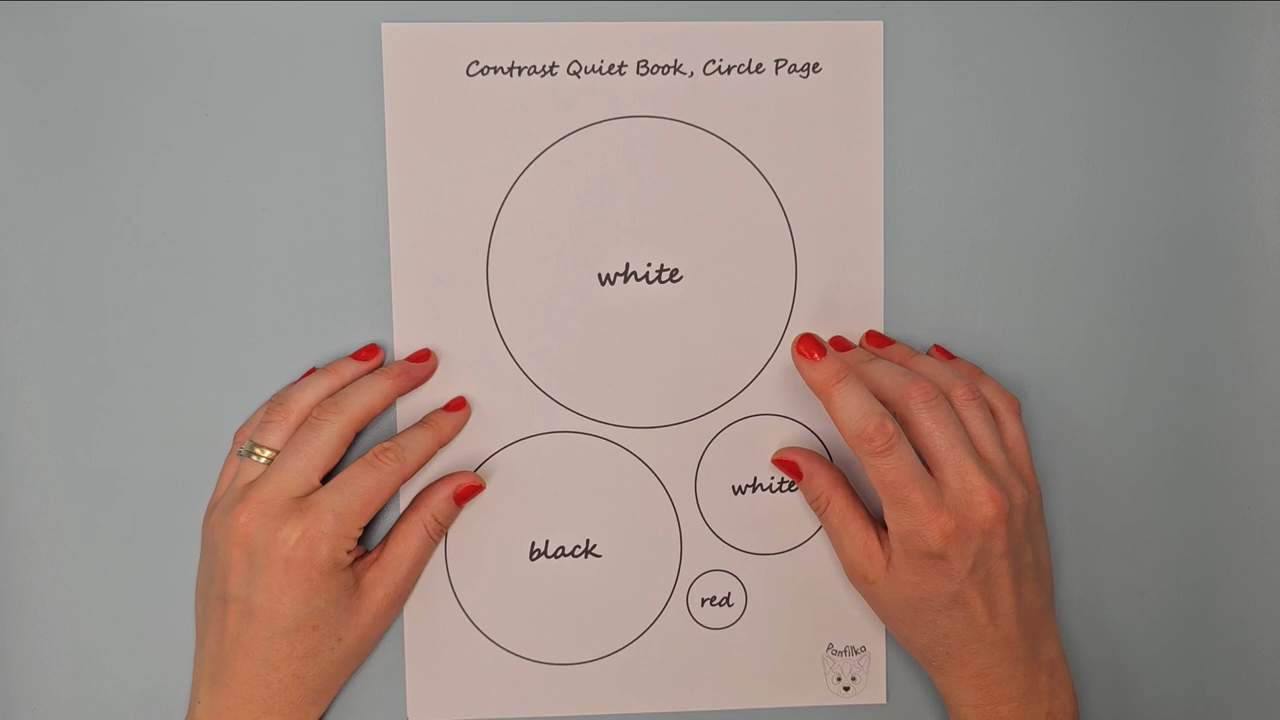 Contrast Quiet Book, Circle Page
white
white
black
red
Panfilka